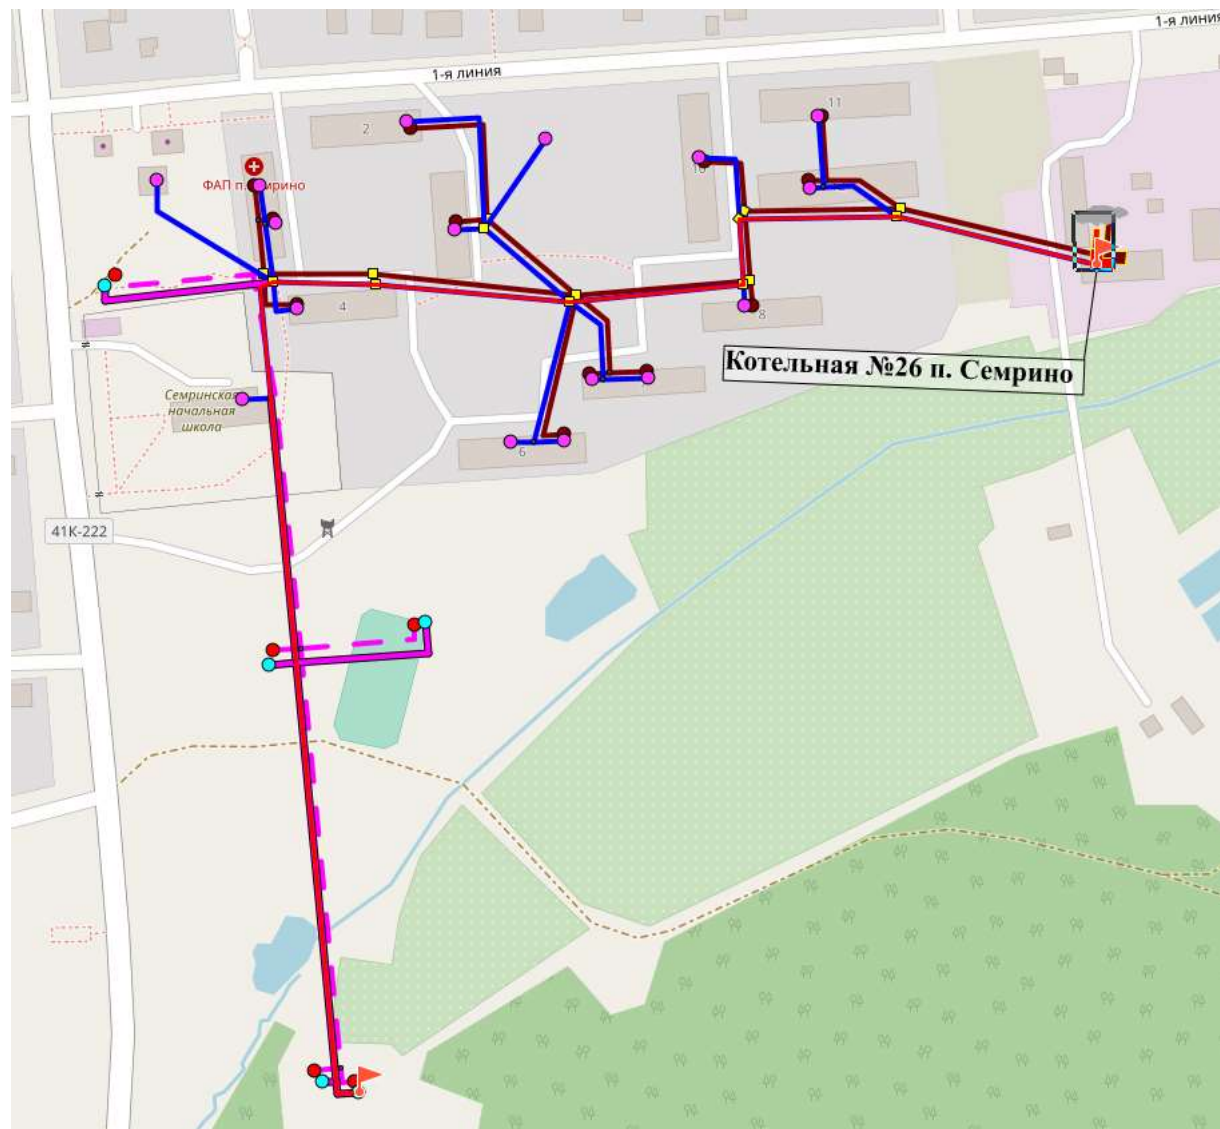 1-я линия
1-я линия
11
2
10
ФАП п. Семрино
4
8
Котельная №26 п. Семрино
Семринская
начальная
школа
6
41К-222